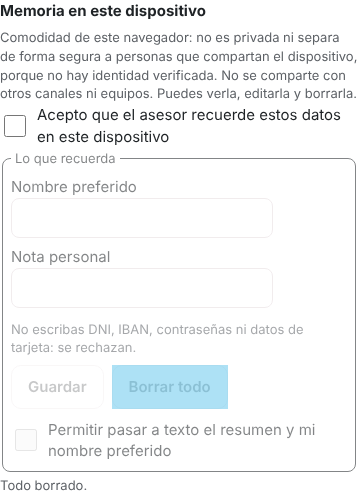 Memoria en este dispositivo
Comodidad de este navegador: no es privada ni separa
de forma segura a personas que compartan el dispositivo,
porque no hay identidad verificada. No se comparte con
otros canales ni equipos. Puedes verla, editarla y borrarla.
Acepto que el asesor recuerde estos datos
en este dispositivo
Lo que recuerda
Nombre preferido
Nota personal
No escribas DNI, IBAN, contraseñas ni datos de
tarjeta: se rechazan.
Guardar
Borrar todo
Permitir pasar a texto el resumen y mi
nombre preferido
Todo borrado.